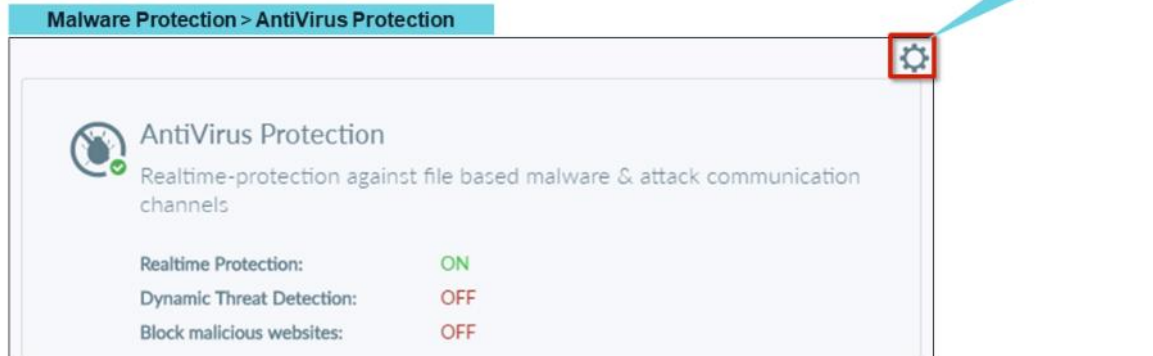 Malware Protection > AntiVirus Protection
AntiVirus Protection
Realtime-protection against file based malware & attack communication
channels
Realtime Protection: ON
Dynamic Threat Detection: OFF
Block malicious websites: OFF